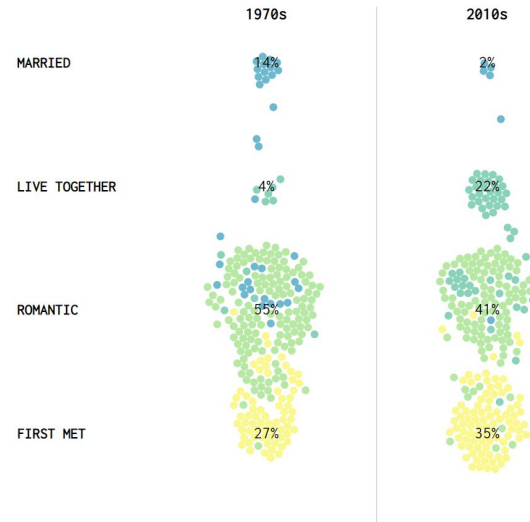 1970s 2010s
MARRIED 14% 2%
LIVE TOGETHER 4% 22%
ROMANTIC 55% 41%
FIRST MET 27% 35%